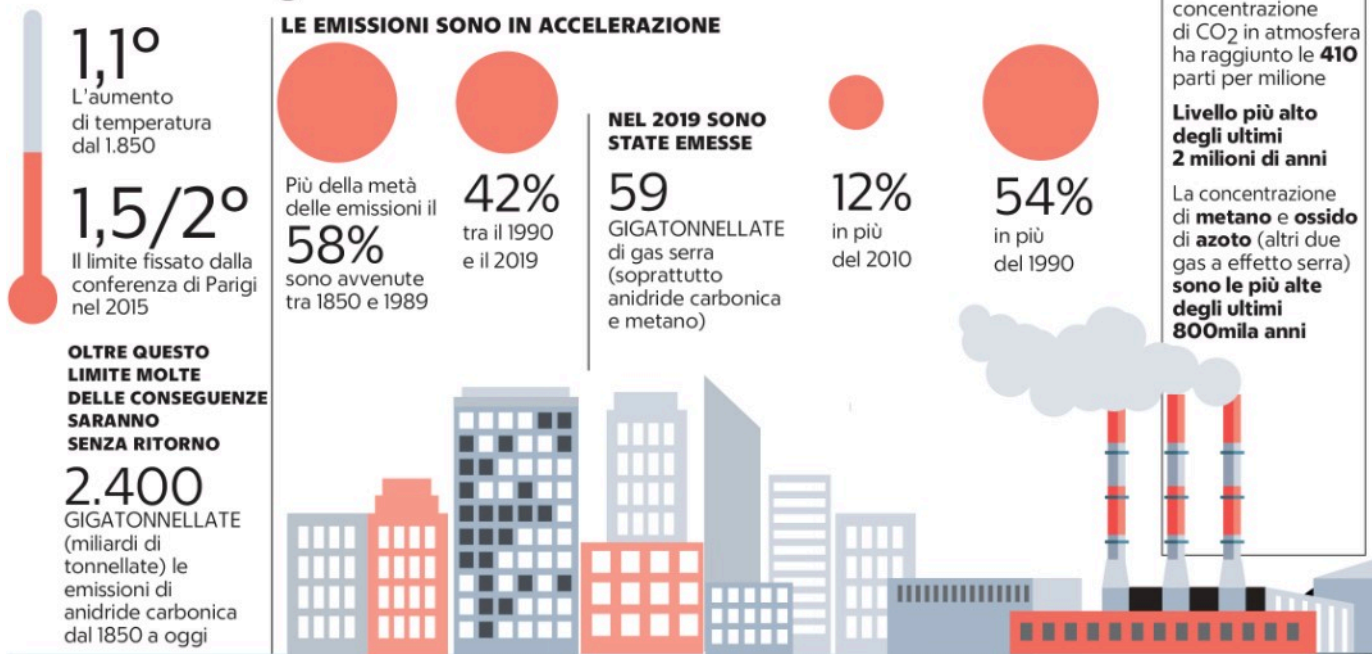 1,1°
L'aumento
di temperatura
dal 1.850
1,5/2°
Il limite fissato dalla
conferenza di Parigi
nel 2015
OLTRE QUESTO
LIMITE MOLTE
DELLE CONSEGUENZE
SARANNO
SENZA RITORNO
2.400
GIGATONNELLATE
(miliardi di
tonnellate) le
emissioni di
anidride carbonica
dal 1850 a oggi
LE EMISSIONI SONO IN ACCELERAZIONE
Più della metà
delle emissioni il
58%
sono avvenute
tra 1850 e 1989
42%
tra il 1990
e il 2019
NEL 2019 SONO
STATE EMESSE
59
GIGATONNELLATE
di gas serra
(soprattutto
anidride carbonica
e metano)
12%
in più
del 2010
54%
in più
del 1990
concentrazione
di CO2 in atmosfera
ha raggiunto le 410
parti per milione
Livello più alto
degli ultimi
2 milioni di anni
La concentrazione
di metano e ossido
di azoto (altri due
gas a effetto serra)
sono le più alte
degli ultimi
800mila anni